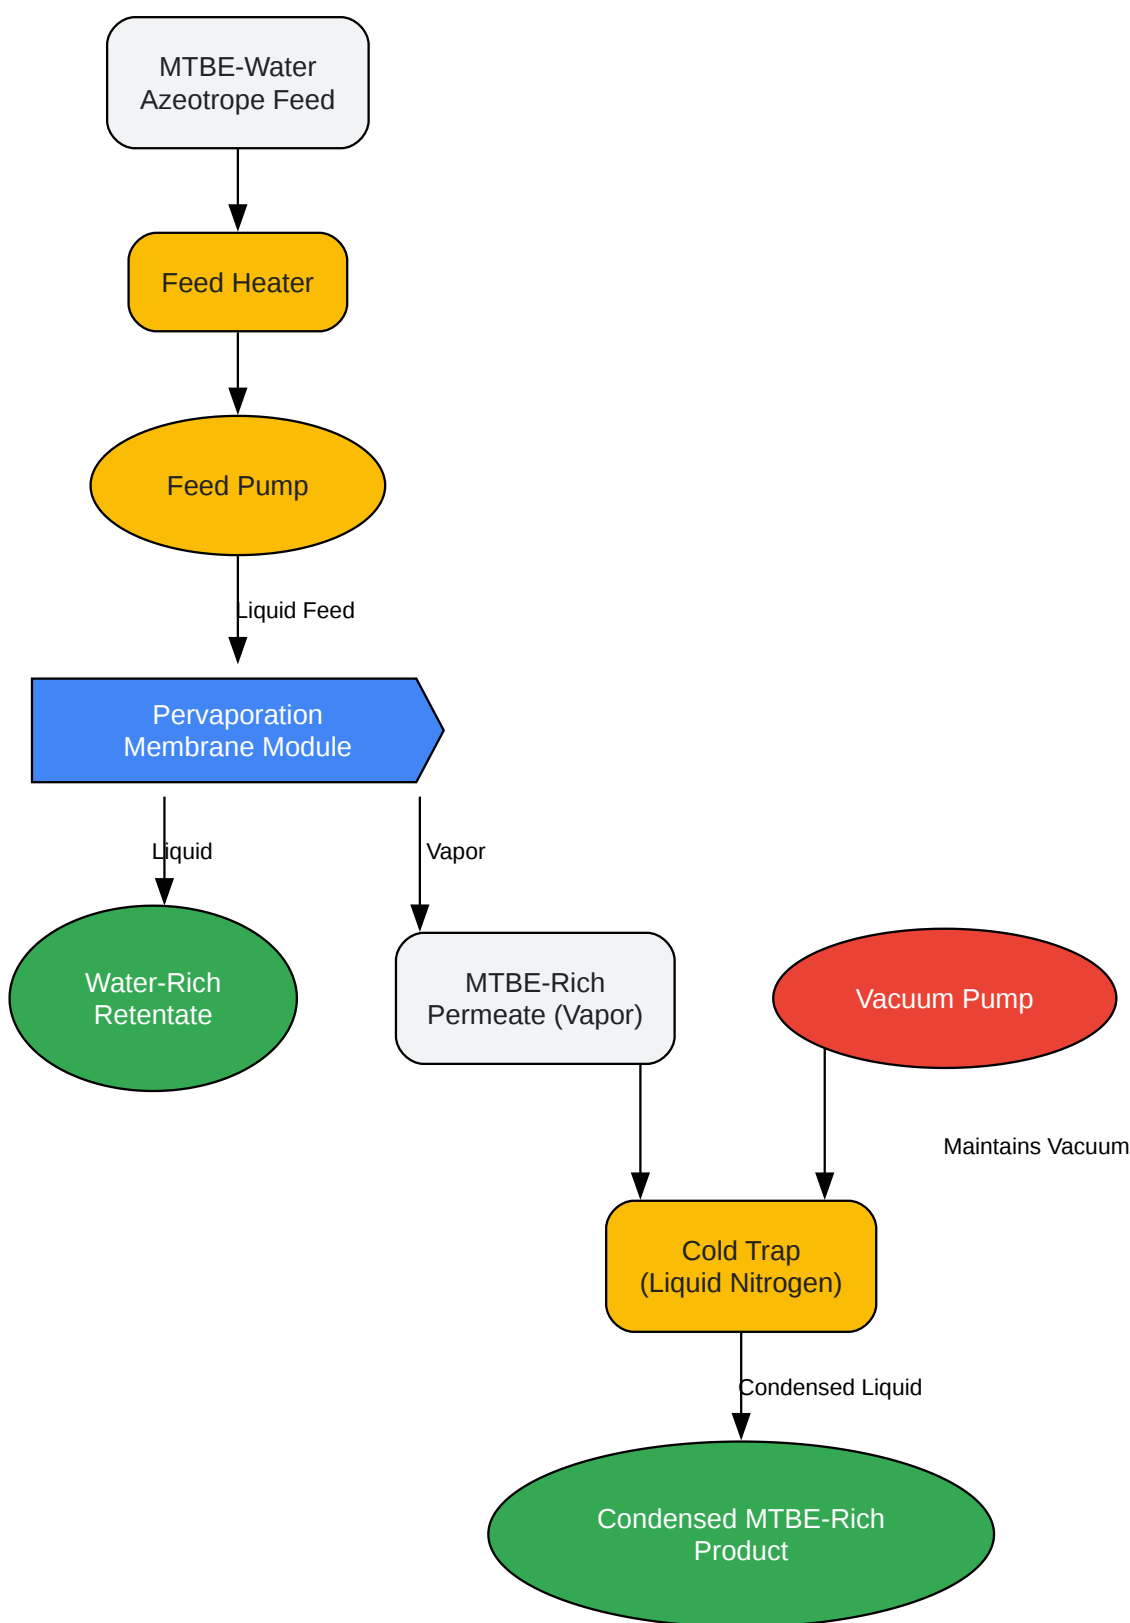 MTBE-Water
Azeotrope Feed
Feed Heater
Feed Pump
Liquid Feed
Pervaporation
Membrane Module
Liquid
Vapor
Water-Rich
Retentate
MTBE-Rich
Permeate (Vapor)
Vacuum Pump
Maintains Vacuum
Cold Trap
(Liquid Nitrogen)
Condensed Liquid
Condensed MTBE-Rich
Product